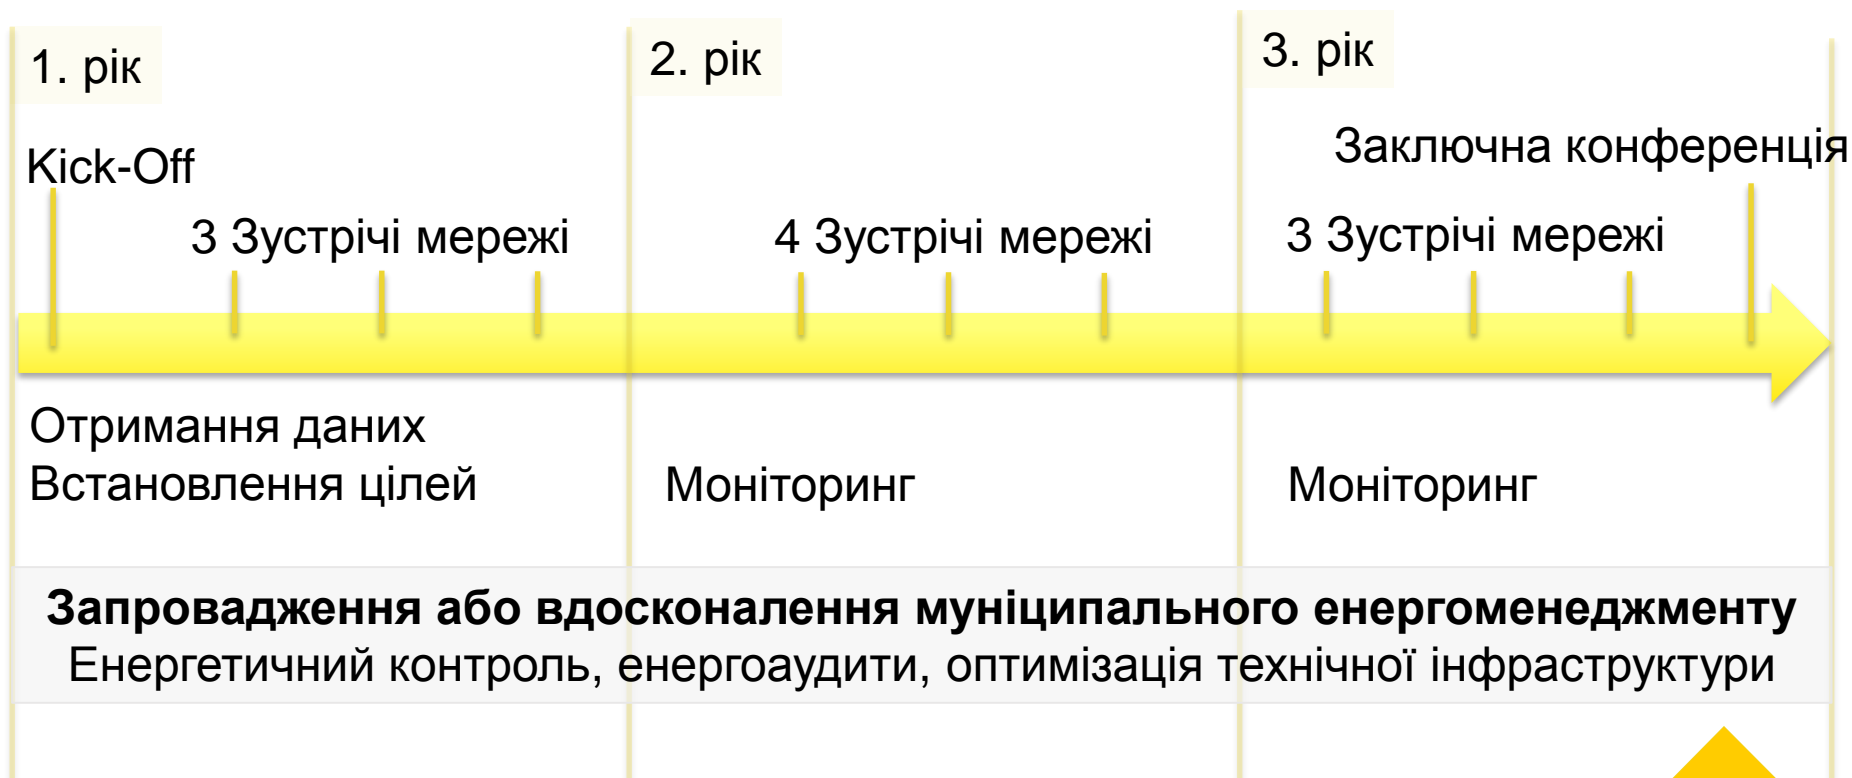 1. рік
2. рік
3. рік
Kick-Off
Заключна конференція
3 Зустрічі мережі
4 Зустрічі мережі
3 Зустрічі мережі
Отримання даних
Встановлення цілей
Моніторинг
Моніторинг
Запровадження або вдосконалення муніципального енергоменеджменту
Енергетичний контроль, енергоаудити, оптимізація технічної інфраструктури